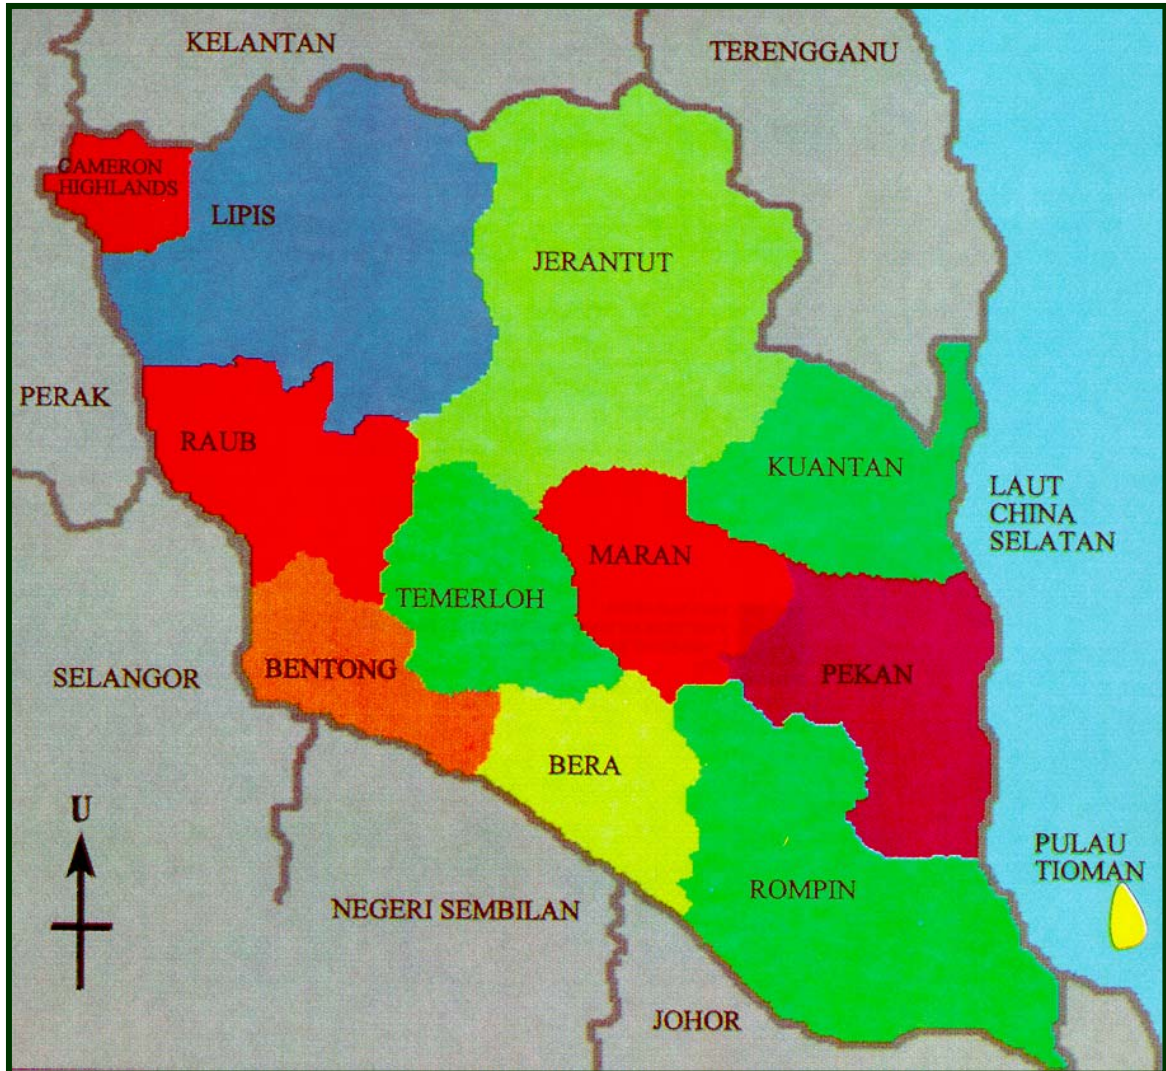 KELANTAN
TERENGGANU
CAMERON
HIGHLANDS
LIPIS
JERANTUT
PERAK
RAUB
KUANTAN
LAUT
CHINA
SELATAN
MARAN
TEMERLOH
SELANGOR
BENTONG
PEKAN
BERA
U
PULAU
TIOMAN
ROMPIN
NEGERI SEMBILAN
JOHOR